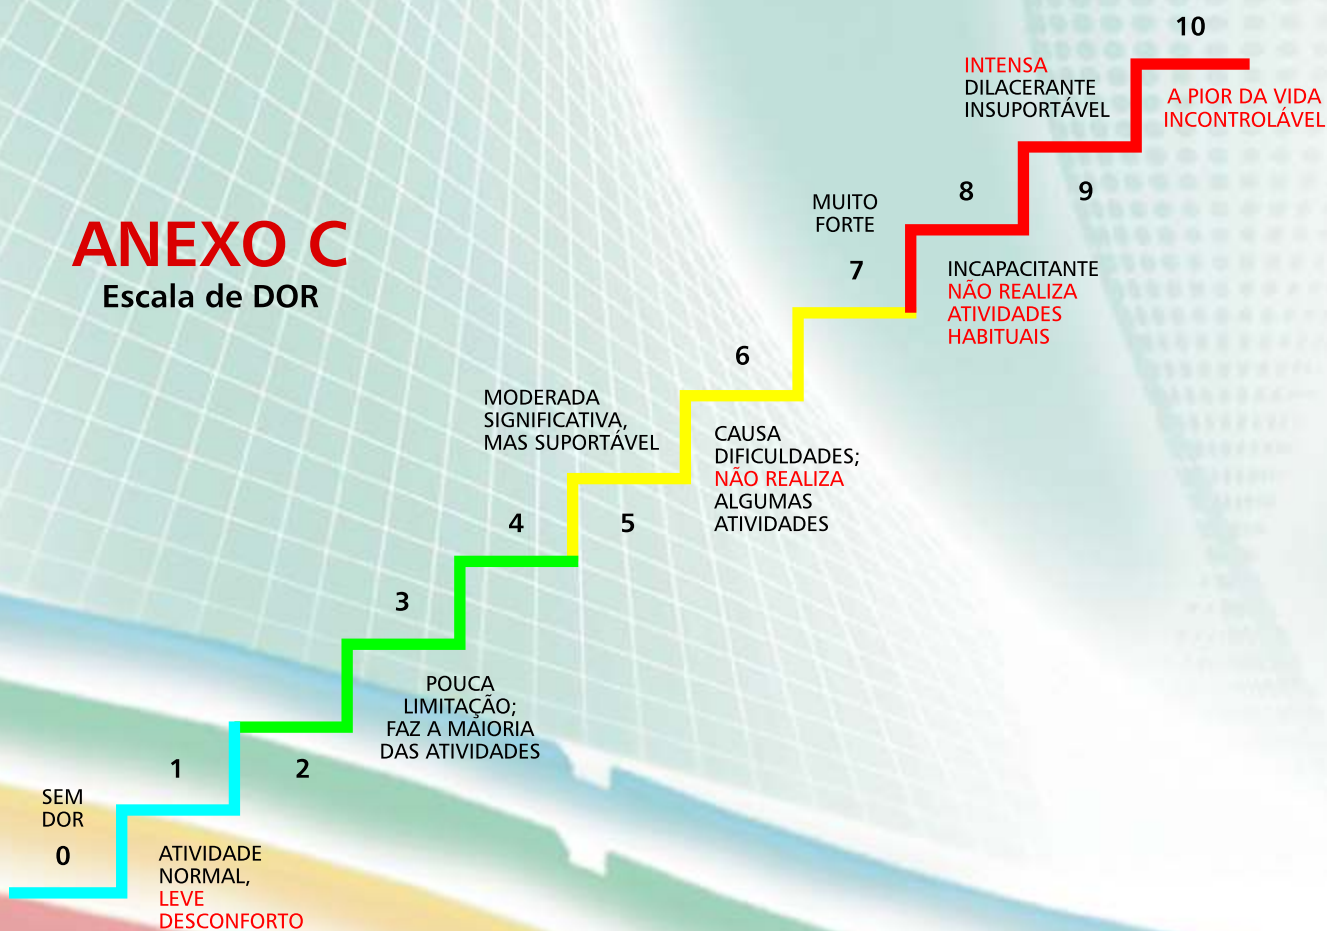 ANEXO C
Escala de DOR
SEM
DOR
0
1
ATIVIDADE
NORMAL,
LEVE
DESCONFORTO
2
3
POUCA
LIMITAÇÃO;
FAZ A MAIORIA
DAS ATIVIDADES
4
MODERADA
SIGNIFICATIVA,
MAS SUPORTÁVEL
5
6
CAUSA
DIFICULDADES;
NÃO REALIZA
ALGUMAS
ATIVIDADES
MUITO
FORTE
7
8
INCAPACITANTE
NÃO REALIZA
ATIVIDADES
HABITUAIS
INTENSA
DILACERANTE
INSUPORTÁVEL
9
10
A PIOR DA VIDA
INCONTROLÁVEL